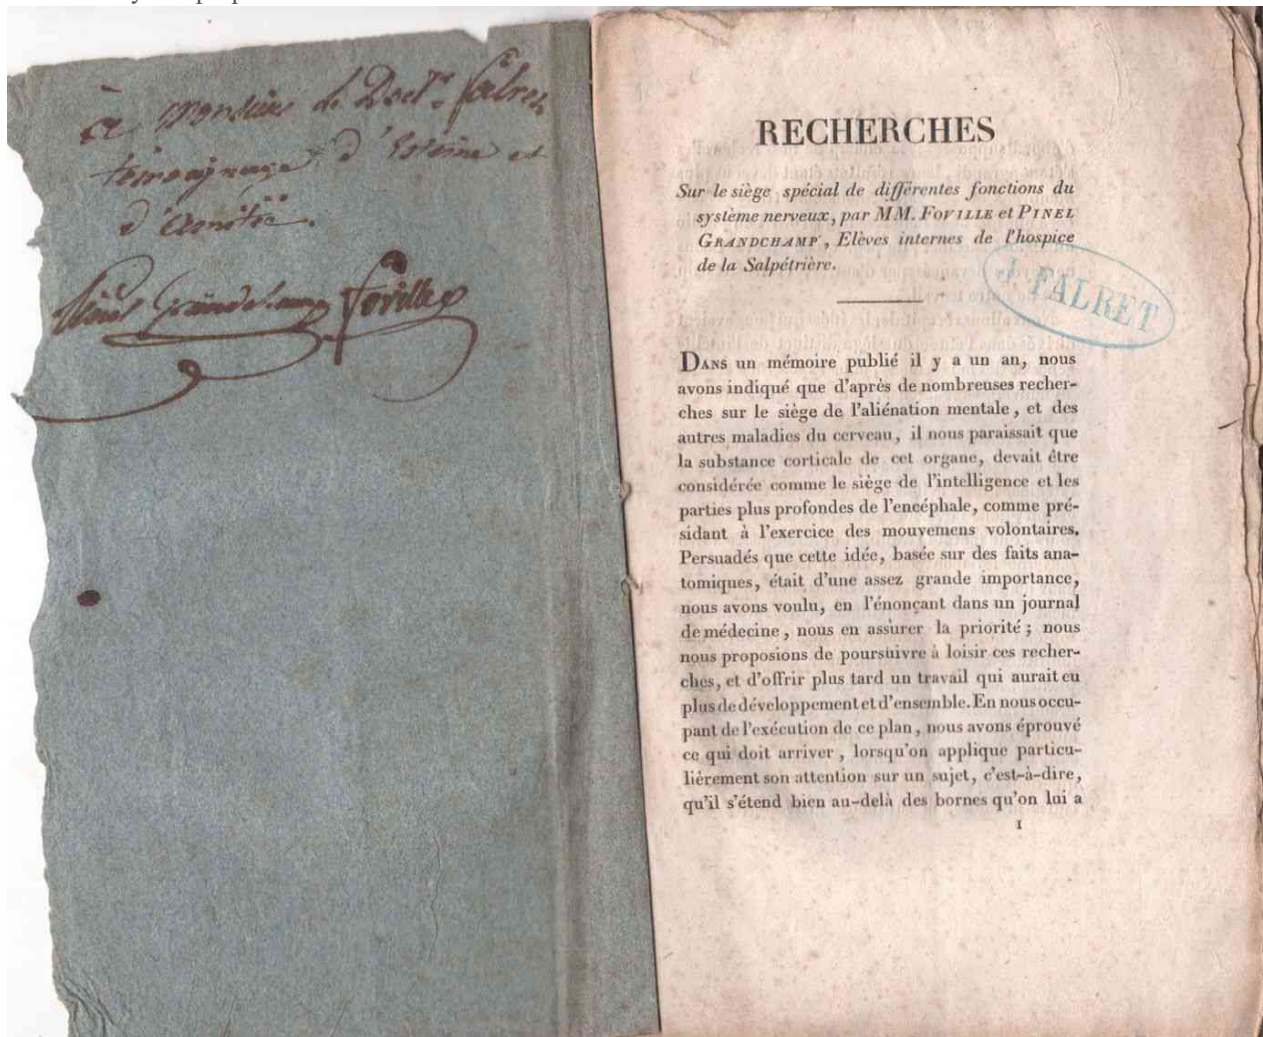 à Monsieur le Doct.r falret
témoignage d'estime et
d'amitié.
Pinel Grandchamp foville
RECHERCHES
Sur le siège spécial de différentes fonctions du
système nerveux, par MM. FOVILLE et PINEL
GRANDCHAMP, Elèves internes de l'hospice
de la Salpétrière.
J. FALRET
DANS un mémoire publié il y a un an, nous
avons indiqué que d'après de nombreuses recher-
ches sur le siège de l'aliénation mentale, et des
autres maladies du cerveau, il nous paraissait que
la substance corticale de cet organe, devait être
considérée comme le siège de l'intelligence et les
parties plus profondes de l'encéphale, comme pré-
sidant à l'exercice des mouvemens volontaires.
Persuadés que cette idée, basée sur des faits ana-
tomiques, était d'une assez grande importance,
nous avons voulu, en l'énonçant dans un journal
de médecine, nous en assurer la priorité; nous
nous proposions de poursuivre à loisir ces recher-
ches, et d'offrir plus tard un travail qui aurait eu
plus de développement et d'ensemble. En nous occu-
pant de l'exécution de ce plan, nous avons éprouvé
ce qui doit arriver, lorsqu'on applique particu-
lièrement son attention sur un sujet, c'est-à-dire,
qu'il s'étend bien au-delà des bornes qu'on lui a
1